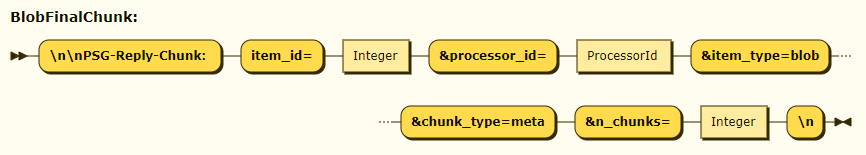 BlobFinalChunk:
\n\nPSG-Reply-Chunk: item_id= Integer &processor_id= ProcessorId &item_type=blob
&chunk_type=meta &n_chunks= Integer \n